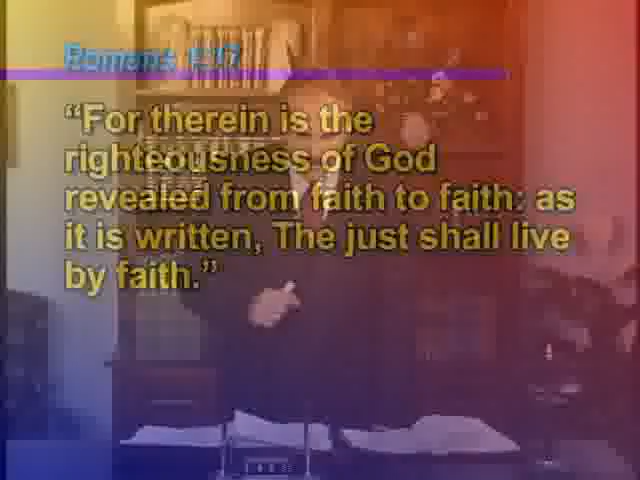 Romans 1:17
“For therein is the
righteousness of God
revealed from faith to faith: as
it is written, The just shall live
by faith.”